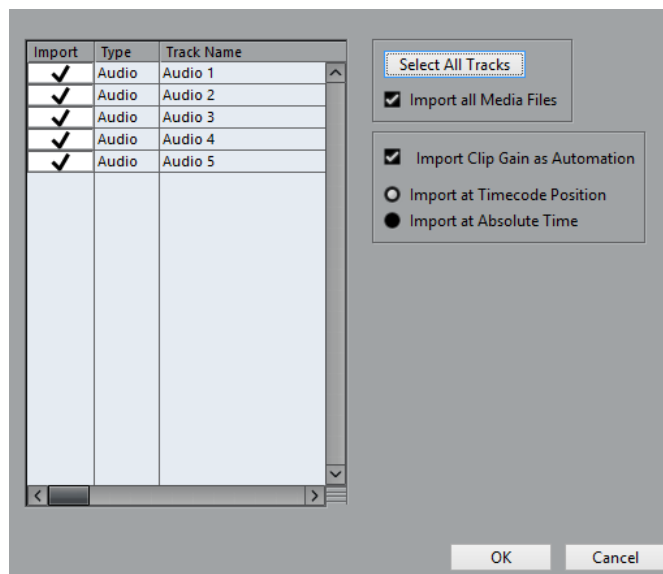 Import Type Track Name
Audio Audio 1
Audio Audio 2
Audio Audio 3
Audio Audio 4
Audio Audio 5
Select All Tracks
Import all Media Files
Import Clip Gain as Automation
Import at Timecode Position
Import at Absolute Time
OK Cancel